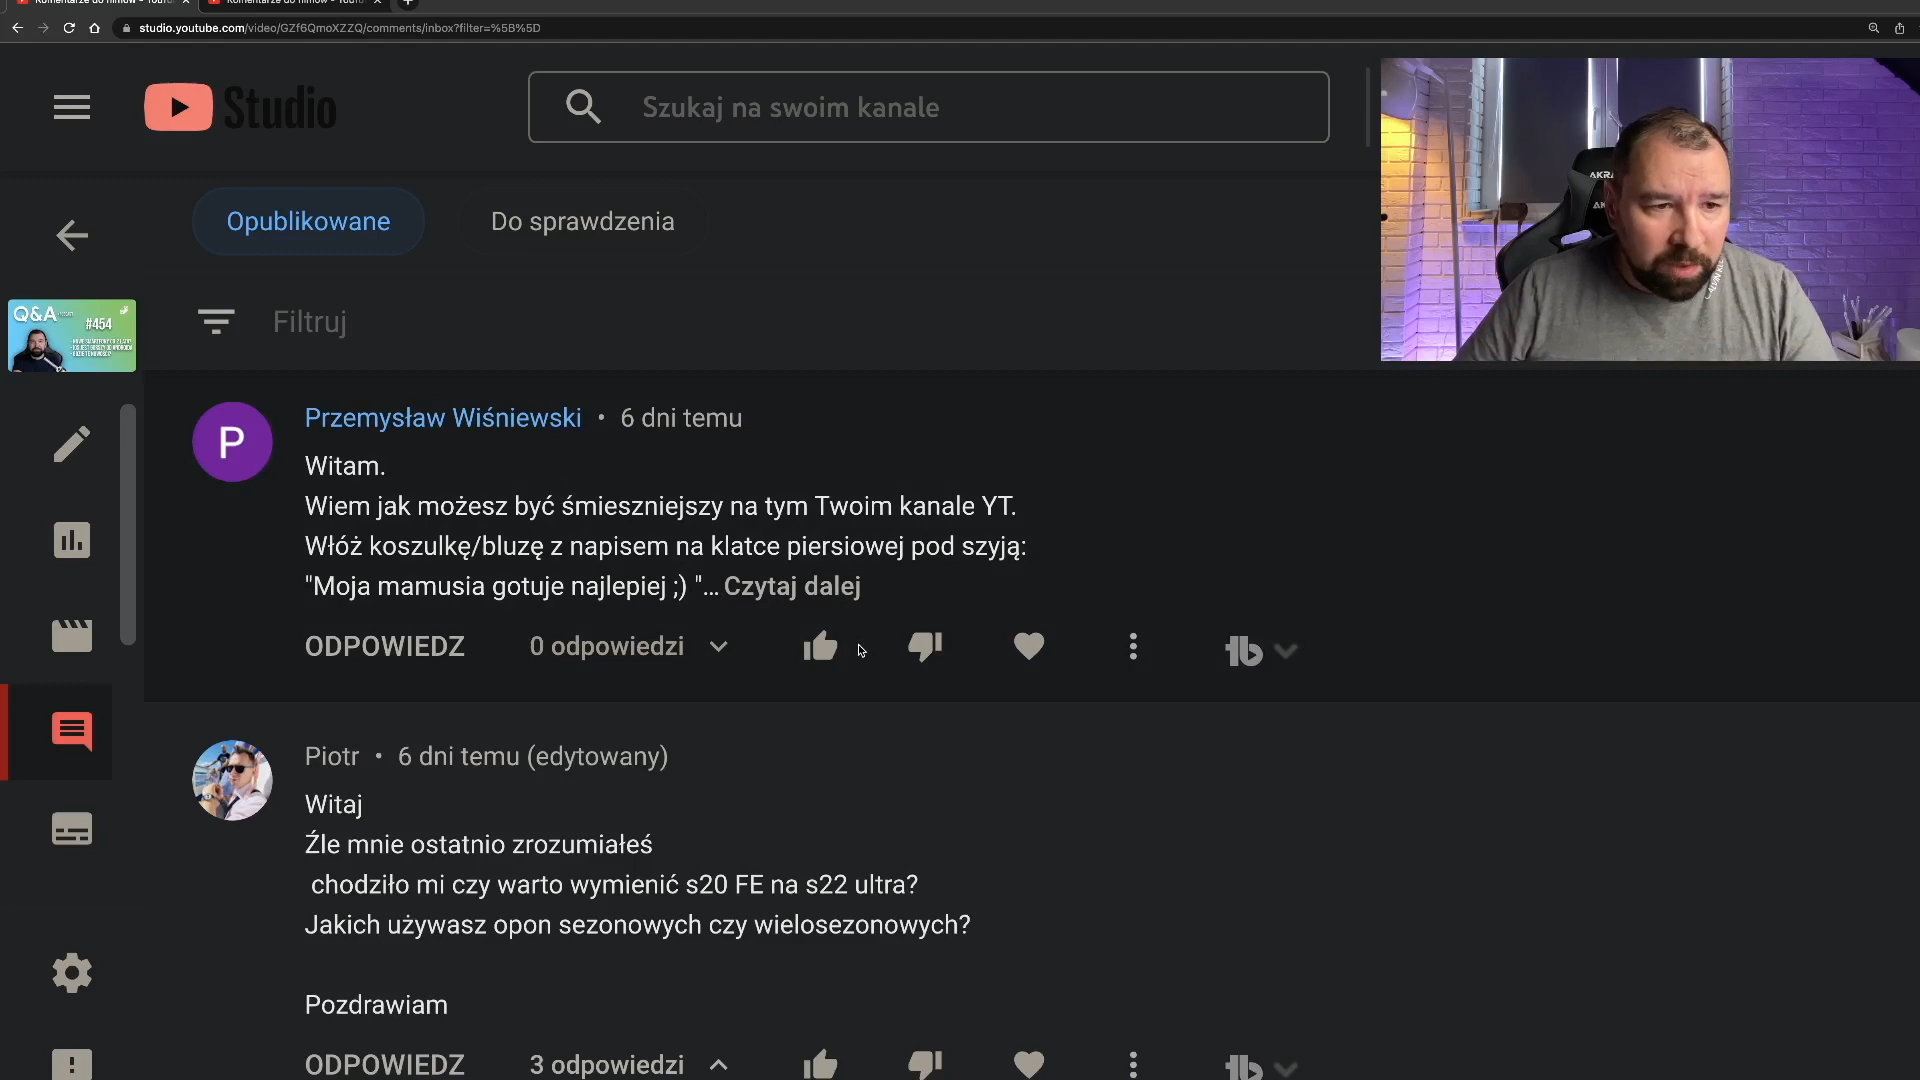 studio.youtube.com/video/GZf6QmoXZZQ/comments/inbox?filter=%5B%5D
Studio
Szukaj na swoim kanale
Opublikowane
Do sprawdzenia
Filtruj
Q&A
#454
Przemysław Wiśniewski • 6 dni temu
Witam.
Wiem jak możesz być śmieszniejszy na tym Twoim kanale YT.
Włóż koszulkę/bluzę z napisem na klatce piersiowej pod szyją:
"Moja mamusia gotuje najlepiej ;) "... Czytaj dalej
ODPOWIEDZ
0 odpowiedzi
P
Piotr • 6 dni temu (edytowany)
Witaj
Źle mnie ostatnio zrozumiałeś
chodziło mi czy warto wymienić s20 FE na s22 ultra?
Jakich używasz opon sezonowych czy wielosezonowych?
Pozdrawiam
ODPOWIEDZ
3 odpowiedzi